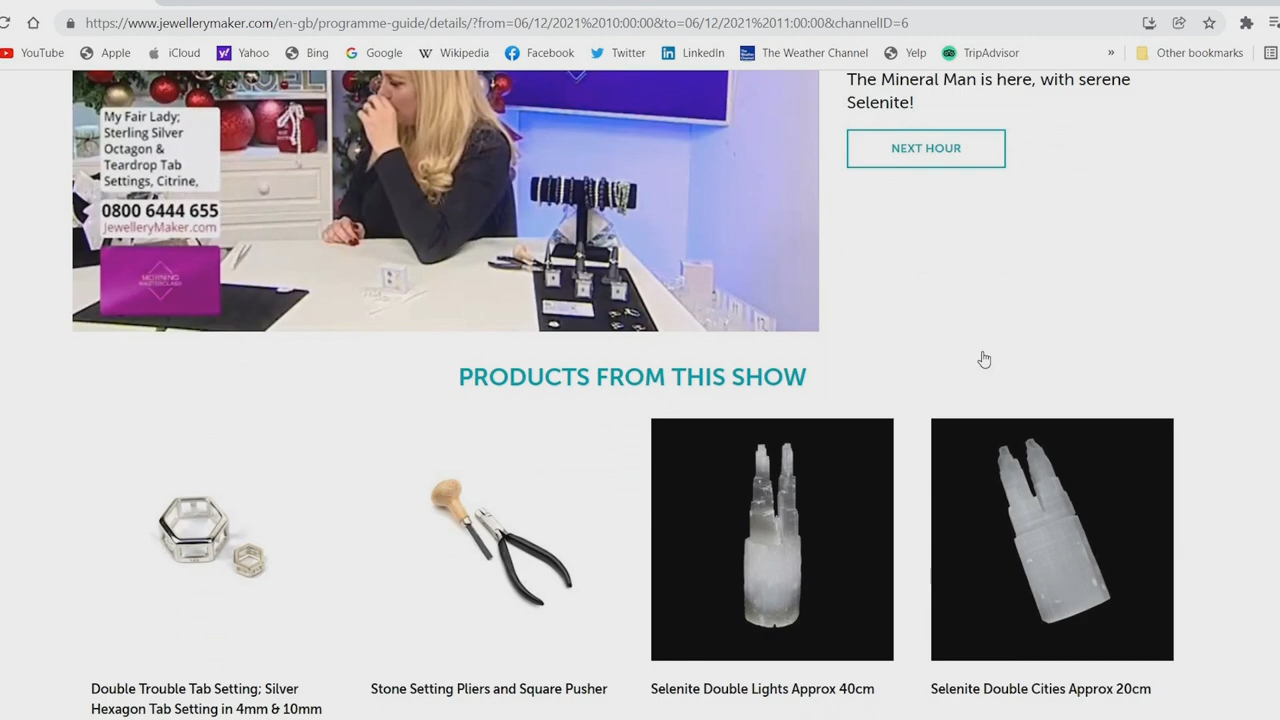 https://www.jewellerymaker.com/en-gb/programme-guide/details/?from=06/12/2021%2010:00:00&to=06/12/2021%2011:00:00&channelID=6
YouTube Apple iCloud Yahoo Bing Google Wikipedia Facebook Twitter LinkedIn The Weather Channel Yelp TripAdvisor » Other bookmarks
NOEL
My Fair Lady;
Sterling Silver
Octagon &
Teardrop Tab
Settings, Citrine,
0800 6444 655
JewelleryMaker.com
MORNING
MASTERCLASS
The Mineral Man is here, with serene
Selenite!
NEXT HOUR
PRODUCTS FROM THIS SHOW
Double Trouble Tab Setting; Silver
Hexagon Tab Setting in 4mm & 10mm
Stone Setting Pliers and Square Pusher
Selenite Double Lights Approx 40cm
Selenite Double Cities Approx 20cm